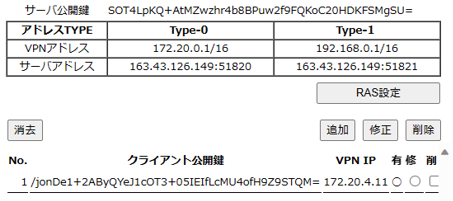 サーバ公開鍵 SOT4LpKQ+AtMZwzhr4b8BPuw2f9FQKoC20HDKFSMgSU=
アドレスTYPE Type-0 Type-1
VPNアドレス 172.20.0.1/16 192.168.0.1/16
サーバアドレス 163.43.126.149:51820 163.43.126.149:51821
RAS設定
消去 追加 修正 削除
No. クライアント公開鍵 VPN IP 有 修 削
1 /jonDe1+2AByQYeJ1cOT3+05IEIfLcMU4ofH9Z9STQM= 172.20.4.11